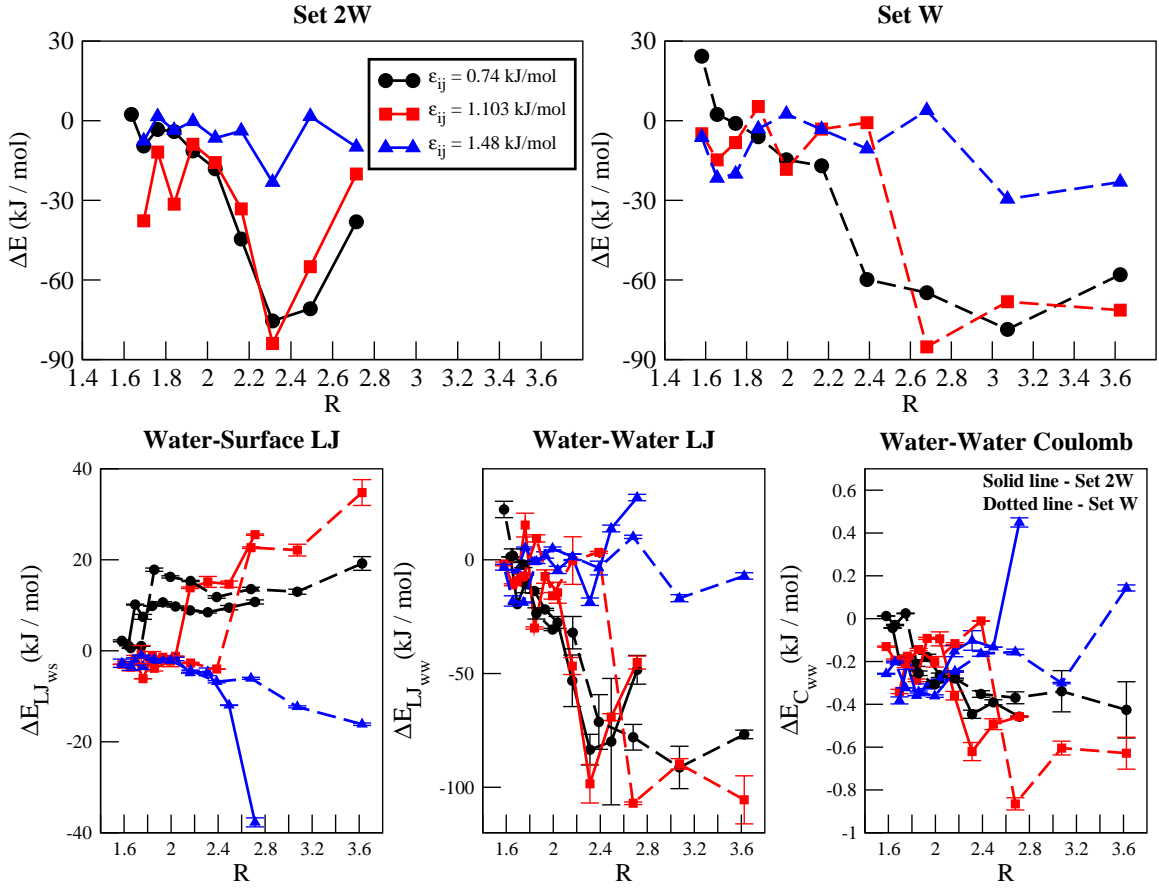 Set 2W
Set W
30
0
-30
-60
-90
ΔE (kJ / mol)
1.4 1.6 1.8 2 2.2 2.4 2.6 2.8 3 3.2 3.4 3.6
R
ε_ij = 0.74 kJ/mol
ε_ij = 1.103 kJ/mol
ε_ij = 1.48 kJ/mol
30
0
-30
-60
-90
ΔE (kJ / mol)
1.4 1.6 1.8 2 2.2 2.4 2.6 2.8 3 3.2 3.4 3.6
R
Water-Surface LJ
40
20
0
-20
-40
ΔE_LJ_ws (kJ / mol)
1.6 2 2.4 2.8 3.2 3.6
R
Water-Water LJ
0
-50
-100
ΔE_LJ_ww (kJ / mol)
1.6 2 2.4 2.8 3.2 3.6
R
Water-Water Coulomb
Solid line - Set 2W
Dotted line - Set W
0.6
0.4
0.2
0
-0.2
-0.4
-0.6
-0.8
-1
ΔE_C_ww (kJ / mol)
1.6 2 2.4 2.8 3.2 3.6
R